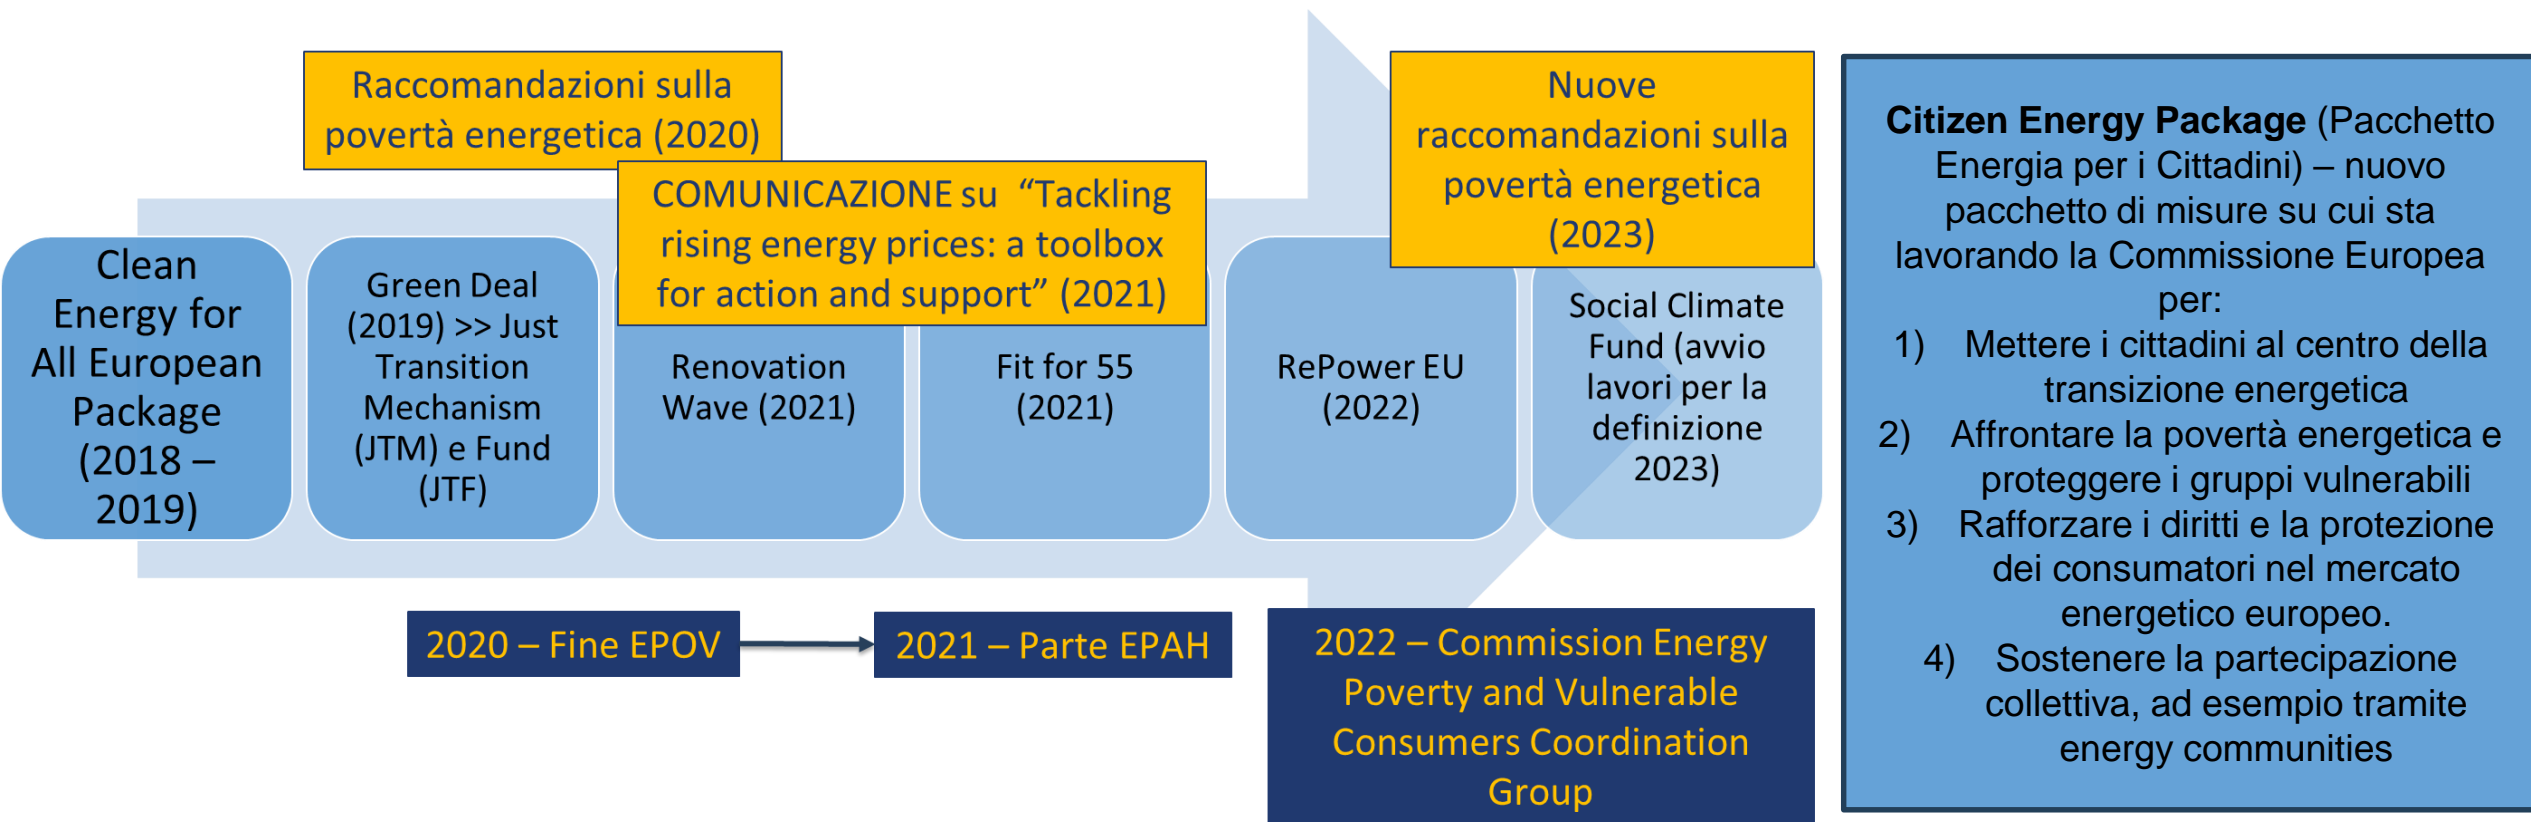 Raccomandazioni sulla
povertà energetica (2020)
COMUNICAZIONE su “Tackling
rising energy prices: a toolbox
for action and support” (2021)
Nuove
raccomandazioni sulla
povertà energetica
(2023)
Clean
Energy for
All European
Package
(2018 –
2019)
Green Deal
(2019) >> Just
Transition
Mechanism
(JTM) e Fund
(JTF)
Renovation
Wave (2021)
Fit for 55
(2021)
RePower EU
(2022)
Social Climate
Fund (avvio
lavori per la
definizione
2023)
2020 – Fine EPOV
2021 – Parte EPAH
2022 – Commission Energy
Poverty and Vulnerable
Consumers Coordination
Group
Citizen Energy Package (Pacchetto
Energia per i Cittadini) – nuovo
pacchetto di misure su cui sta
lavorando la Commissione Europea
per:
1) Mettere i cittadini al centro della
transizione energetica
2) Affrontare la povertà energetica e
proteggere i gruppi vulnerabili
3) Rafforzare i diritti e la protezione
dei consumatori nel mercato
energetico europeo.
4) Sostenere la partecipazione
collettiva, ad esempio tramite
energy communities